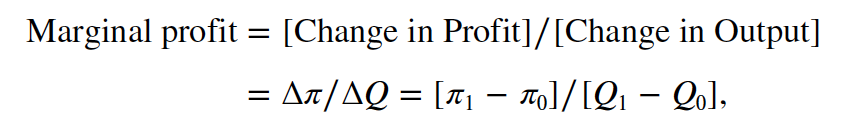 Marginal profit = [Change in Profit]/[Change in Output]
= Δπ/ΔQ = [π₁ − π₀]/[Q₁ − Q₀],